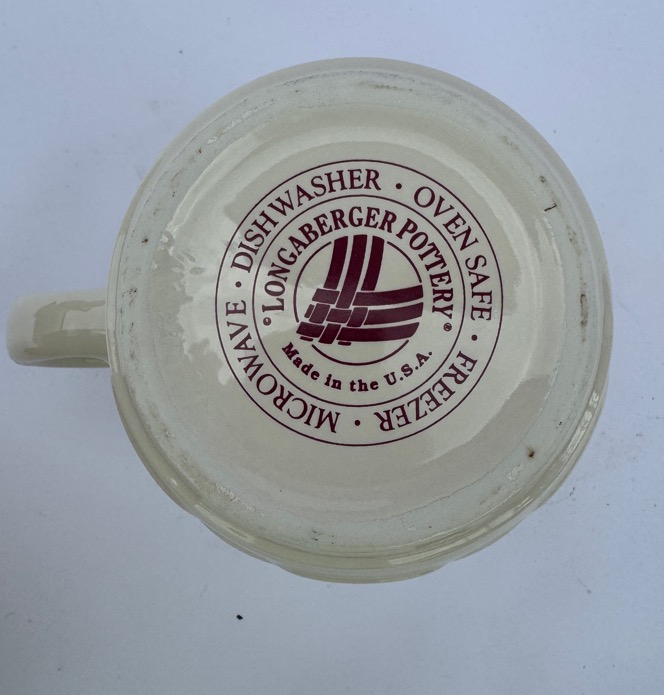 MICROWAVE · DISHWASHER · OVEN SAFE · FREEZER ·
© LONGABERGER POTTERY ®
Made in the U.S.A.